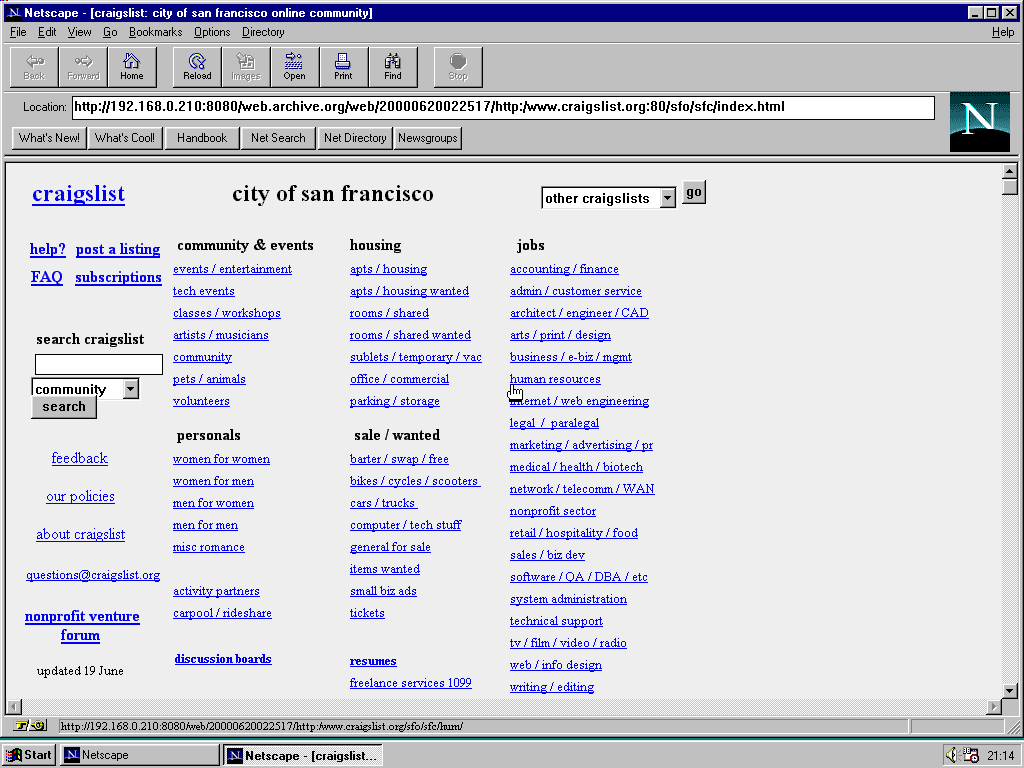 Netscape - [craigslist: city of san francisco online community]
File Edit View Go Bookmarks Options Directory Help
Back Forward Home Reload Images Open Print Find Stop
Location: http://192.168.0.210:8080/web.archive.org/web/20000620022517/http:/www.craigslist.org:80/sfo/sfc/index.html
N
What's New! What's Cool! Handbook Net Search Net Directory Newsgroups
craigslist city of san francisco other craigslists go
help? post a listing
FAQ subscriptions
search craigslist
community
search
feedback
our policies
about craigslist
questions@craigslist.org
nonprofit venture
forum
updated 19 June
community & events
events / entertainment
tech events
classes / workshops
artists / musicians
community
pets / animals
volunteers
personals
women for women
women for men
men for women
men for men
misc romance
activity partners
carpool / rideshare
discussion boards
housing
apts / housing
apts / housing wanted
rooms / shared
rooms / shared wanted
sublets / temporary / vac
office / commercial
parking / storage
sale / wanted
barter / swap / free
bikes / cycles / scooters
cars / trucks
computer / tech stuff
general for sale
items wanted
small biz ads
tickets
resumes
freelance services 1099
jobs
accounting / finance
admin / customer service
architect / engineer / CAD
arts / print / design
business / e-biz / mgmt
human resources
internet / web engineering
legal / paralegal
marketing / advertising / pr
medical / health / biotech
network / telecomm / WAN
nonprofit sector
retail / hospitality / food
sales / biz dev
software / QA / DBA / etc
system administration
technical support
tv / film / video / radio
web / info design
writing / editing
http://192.168.0.210:8080/web/20000620022517/http:/www.craigslist.org/sfo/sfc/hum/
Start Netscape Netscape - [craigslist... 21:14